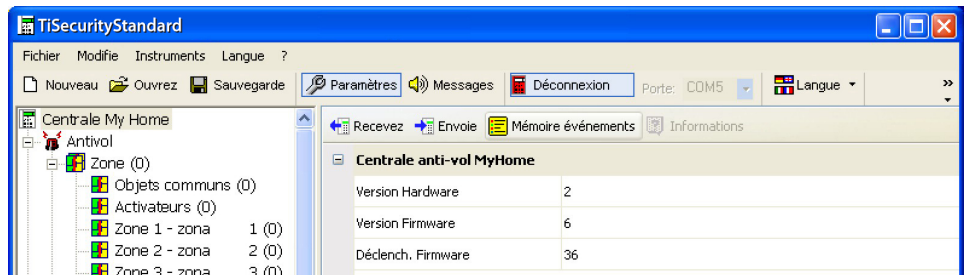 TiSecurityStandard
Fichier Modifie Instruments Langue ?
Nouveau Ouvrez Sauvegarde Paramètres Messages Déconnexion Porte: COM5 Langue »
Centrale My Home
Antivol
Zone (0)
Objets communs (0)
Activateurs (0)
Zone 1 - zona 1 (0)
Zone 2 - zona 2 (0)
Zone 3 - zona 3 (0)
Recevez Envoie Mémoire événements Informations
Centrale anti-vol MyHome
Version Hardware 2
Version Firmware 6
Déclench. Firmware 36